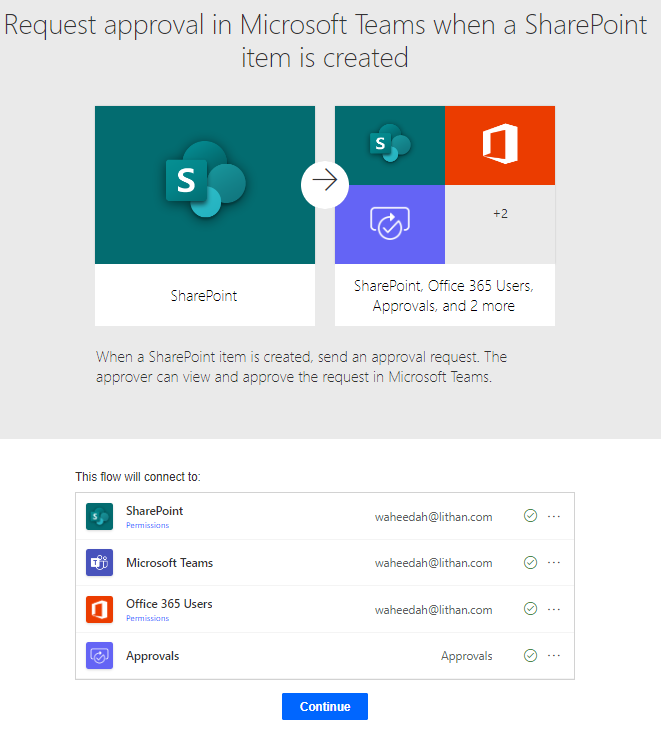 Request approval in Microsoft Teams when a SharePoint
item is created
S
S
+2
SharePoint
SharePoint, Office 365 Users,
Approvals, and 2 more
When a SharePoint item is created, send an approval request. The
approver can view and approve the request in Microsoft Teams.
This flow will connect to:
S
SharePoint
Permissions
waheedah@lithan.com
Microsoft Teams
waheedah@lithan.com
Office 365 Users
Permissions
waheedah@lithan.com
Approvals
Approvals
Continue